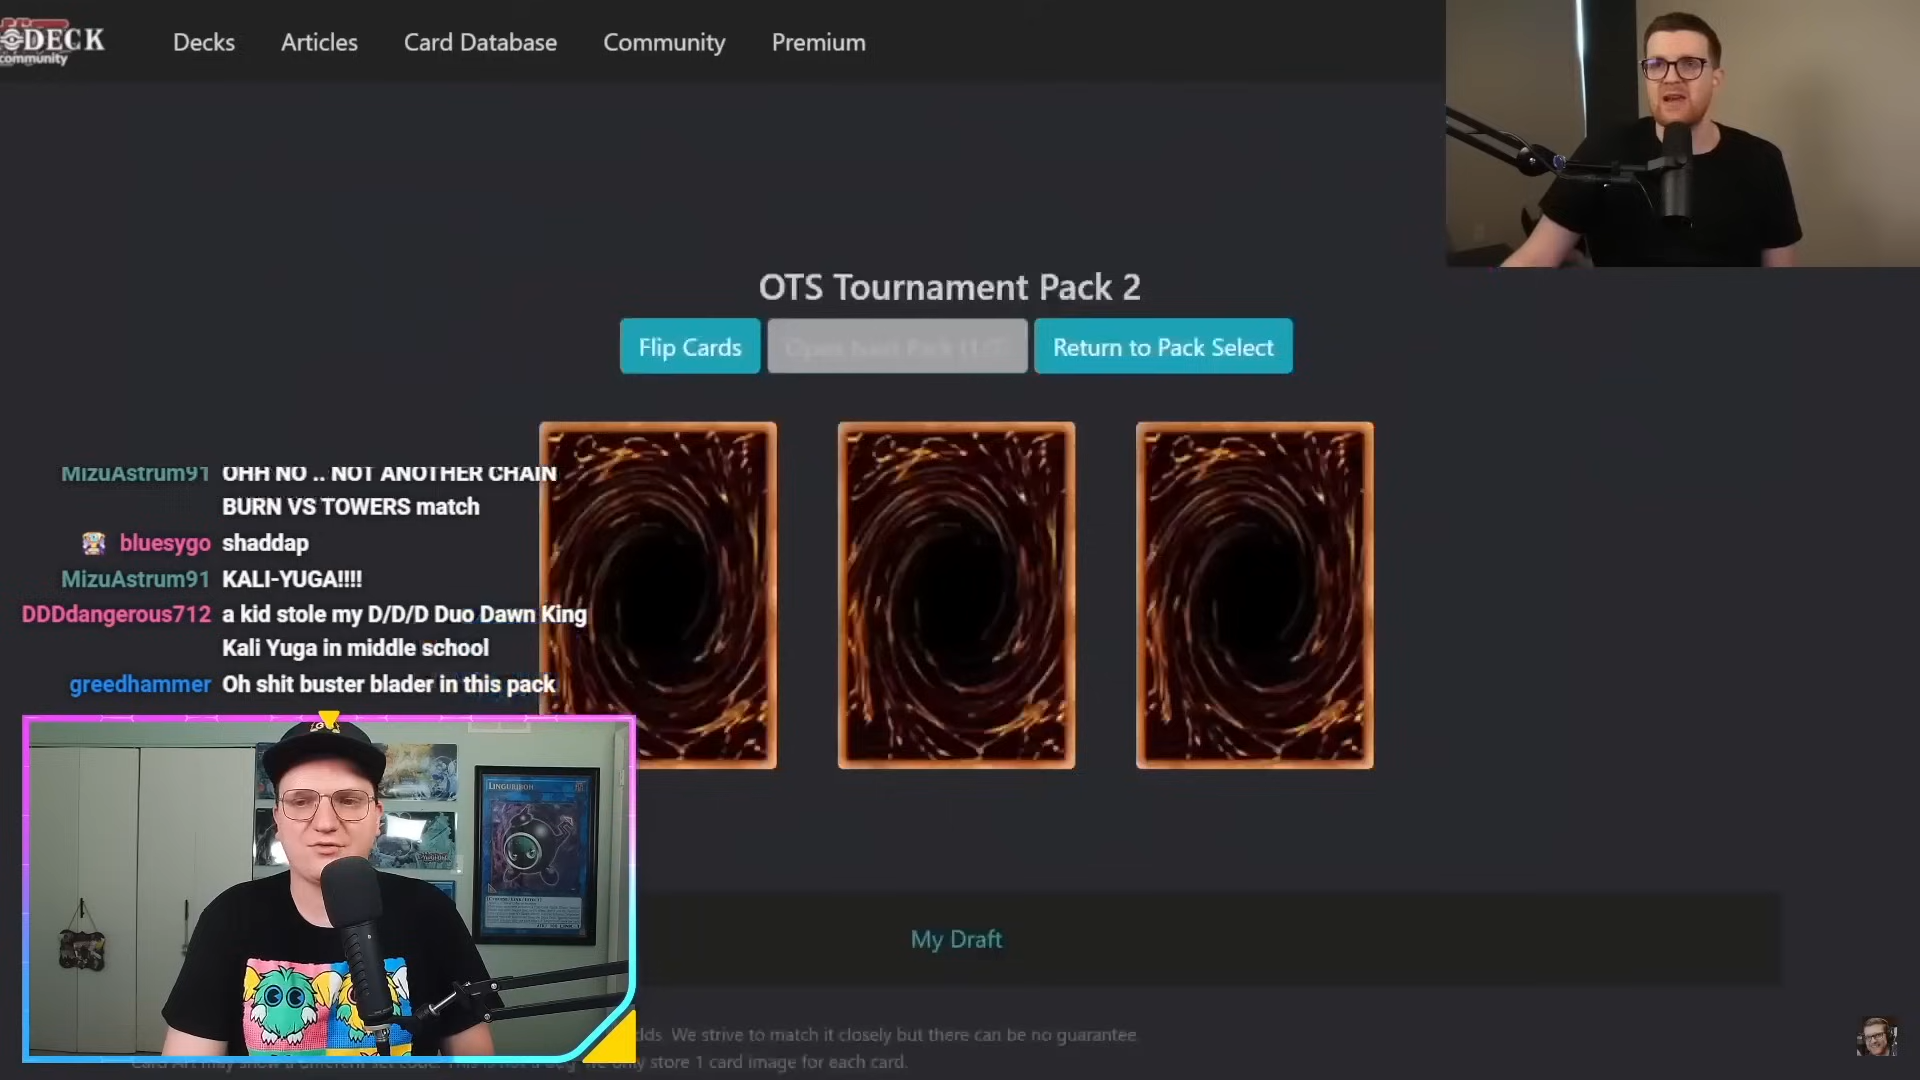 DECK
community
Decks
Articles
Card Database
Community
Premium
OTS Tournament Pack 2
Flip Cards
Return to Pack Select
MizuAstrum91 OHH NO .. NOT ANOTHER CHAIN
BURN VS TOWERS match
bluesygo shaddap
MizuAstrum91 KALI-YUGA!!!!
DDDdangerous712 a kid stole my D/D/D Duo Dawn King
Kali Yuga in middle school
greedhammer Oh shit buster blader in this pack
LINGURIBOH
My Draft
We strive to match it closely but there can be no guarantee.
only store 1 card image for each card.